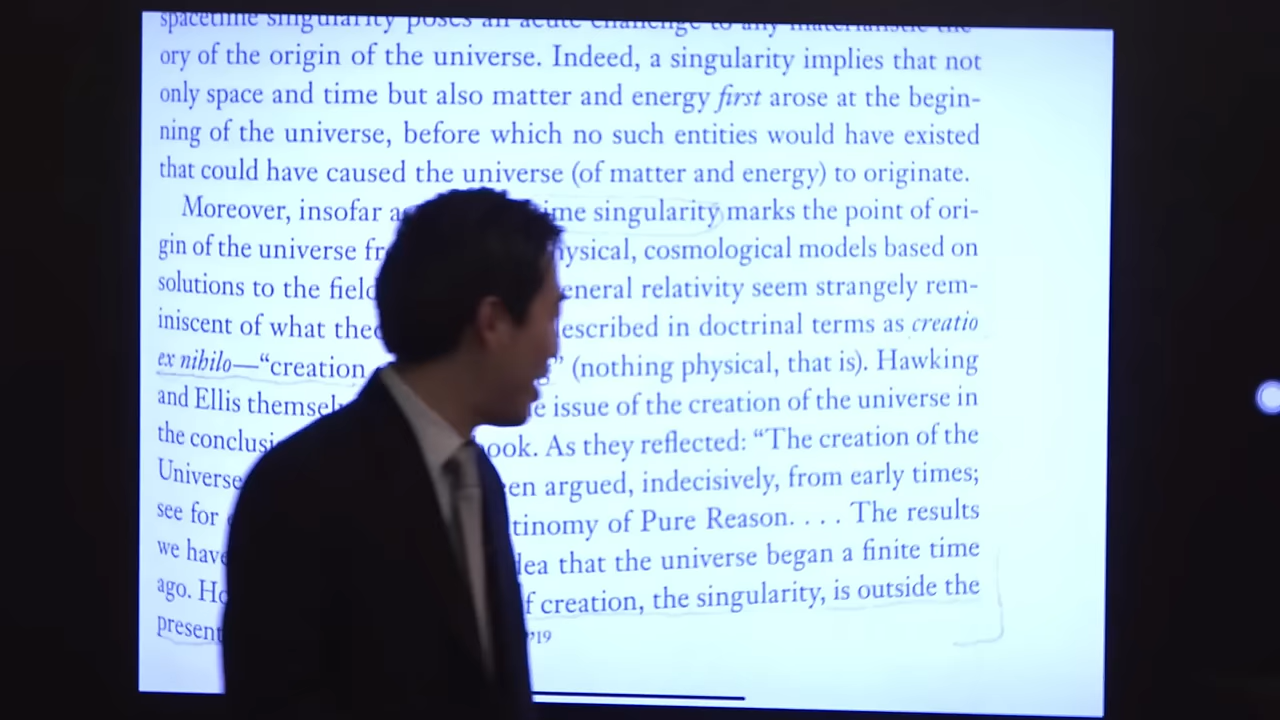 spacetime singularity poses an acute challenge to any materialistic the-
ory of the origin of the universe. Indeed, a singularity implies that not
only space and time but also matter and energy first arose at the begin-
ning of the universe, before which no such entities would have existed
that could have caused the universe (of matter and energy) to originate.
Moreover, insofar a ime singularity marks the point of ori-
gin of the universe fr hysical, cosmological models based on
solutions to the field eneral relativity seem strangely rem-
iniscent of what theo escribed in doctrinal terms as creatio
ex nihilo—“creation g” (nothing physical, that is). Hawking
and Ellis themsel e issue of the creation of the universe in
the conclusi ook. As they reflected: “The creation of the
Universe en argued, indecisively, from early times;
see for tinomy of Pure Reason. . . . The results
we have dea that the universe began a finite time
ago. Ho f creation, the singularity, is outside the
present ”19